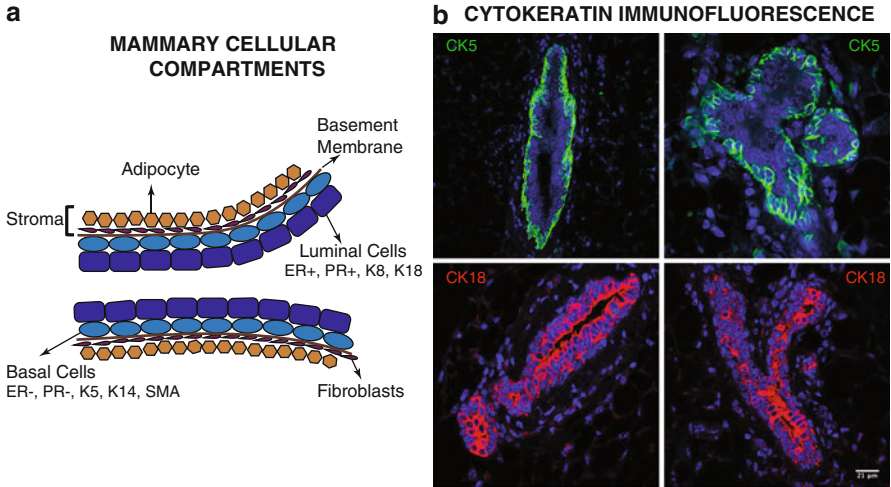 a
MAMMARY CELLULAR
COMPARTMENTS
Basement
Membrane
Adipocyte
Stroma
Luminal Cells
ER+, PR+, K8, K18
Basal Cells
ER-, PR-, K5, K14, SMA
Fibroblasts
b CYTOKERATIN IMMUNOFLUORESCENCE
CK5
CK5
CK18
CK18
21 µm